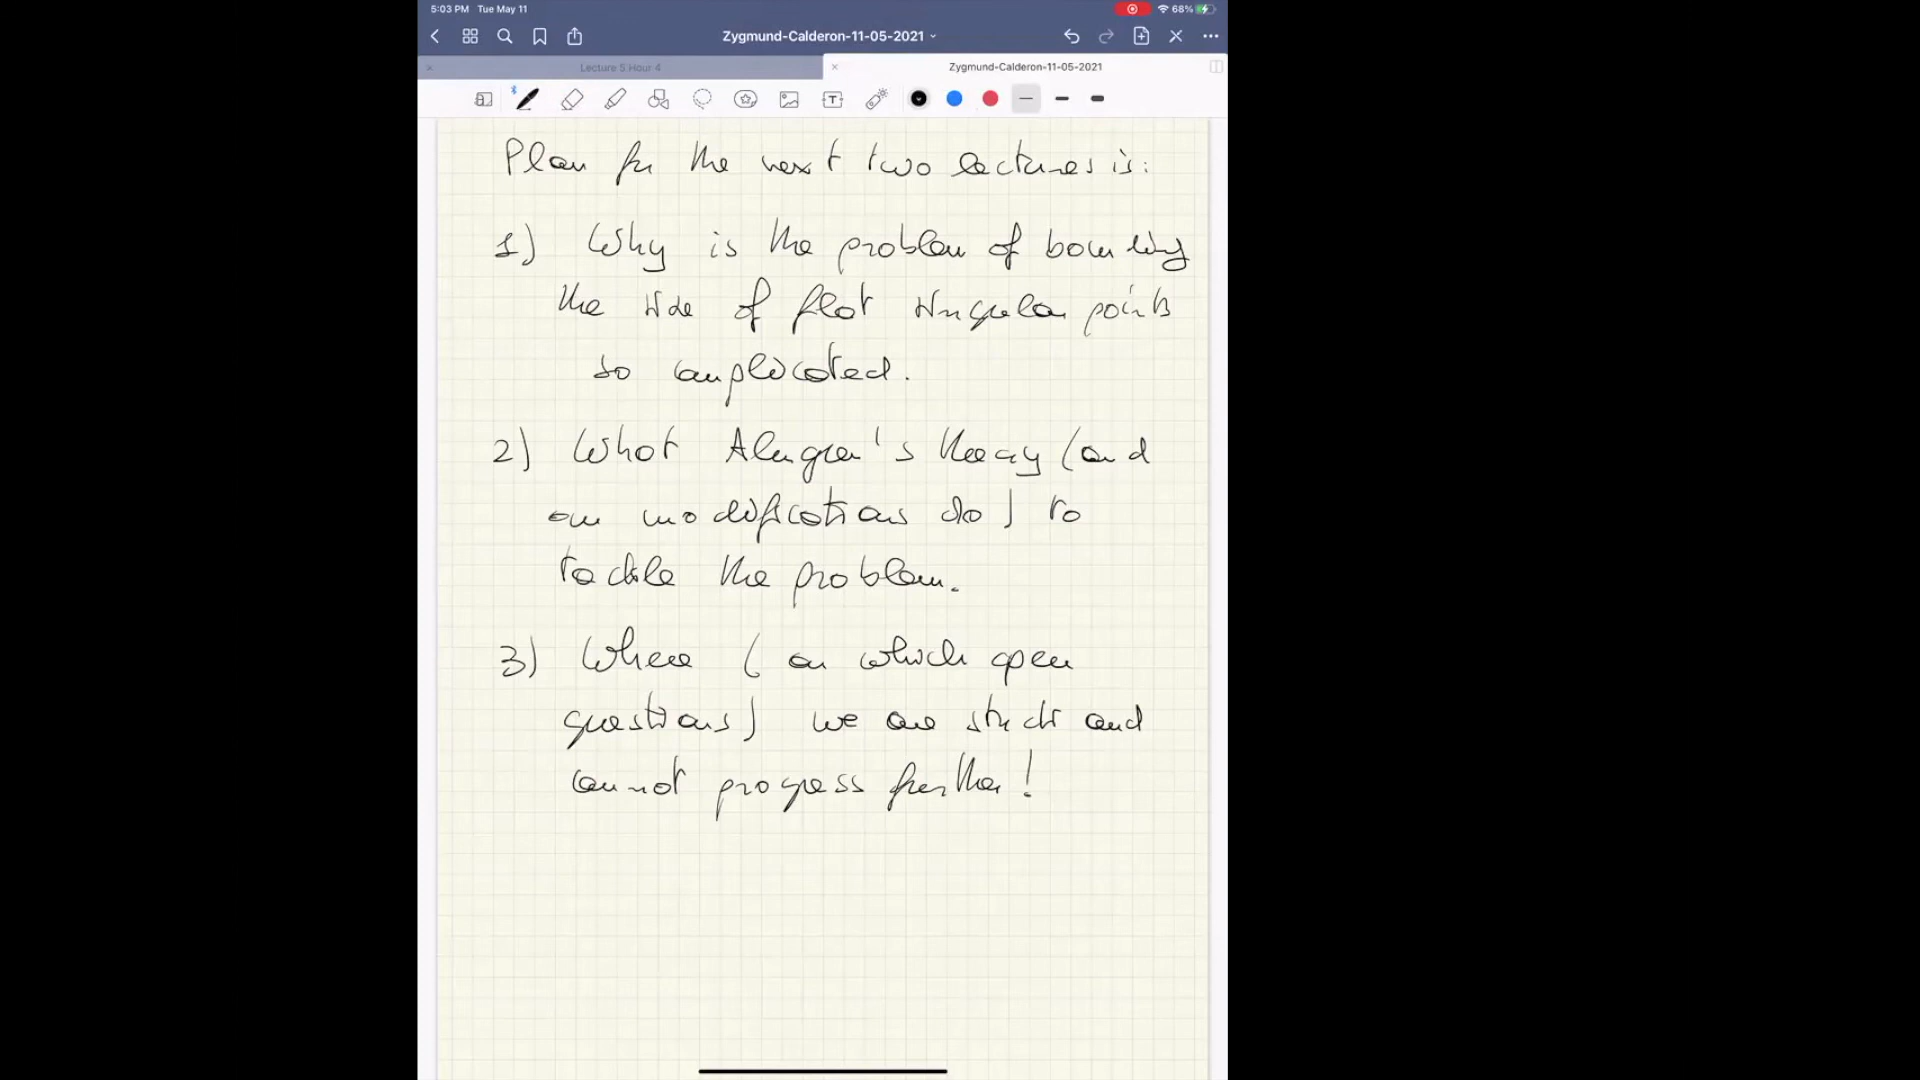 5:03 PM Tue May 11
68%
Zygmund-Calderon-11-05-2021
Lecture 5 Hour 4
Zygmund-Calderon-11-05-2021
Plan for the next two lectures is:
1) Why is the problem of bounding
the size of flat singular points
so complicated.
2) What Almgren's theory (and
our modifications do) to
tackle the problem.
3) Where (on which open
questions) we are stuck and
cannot progress further!